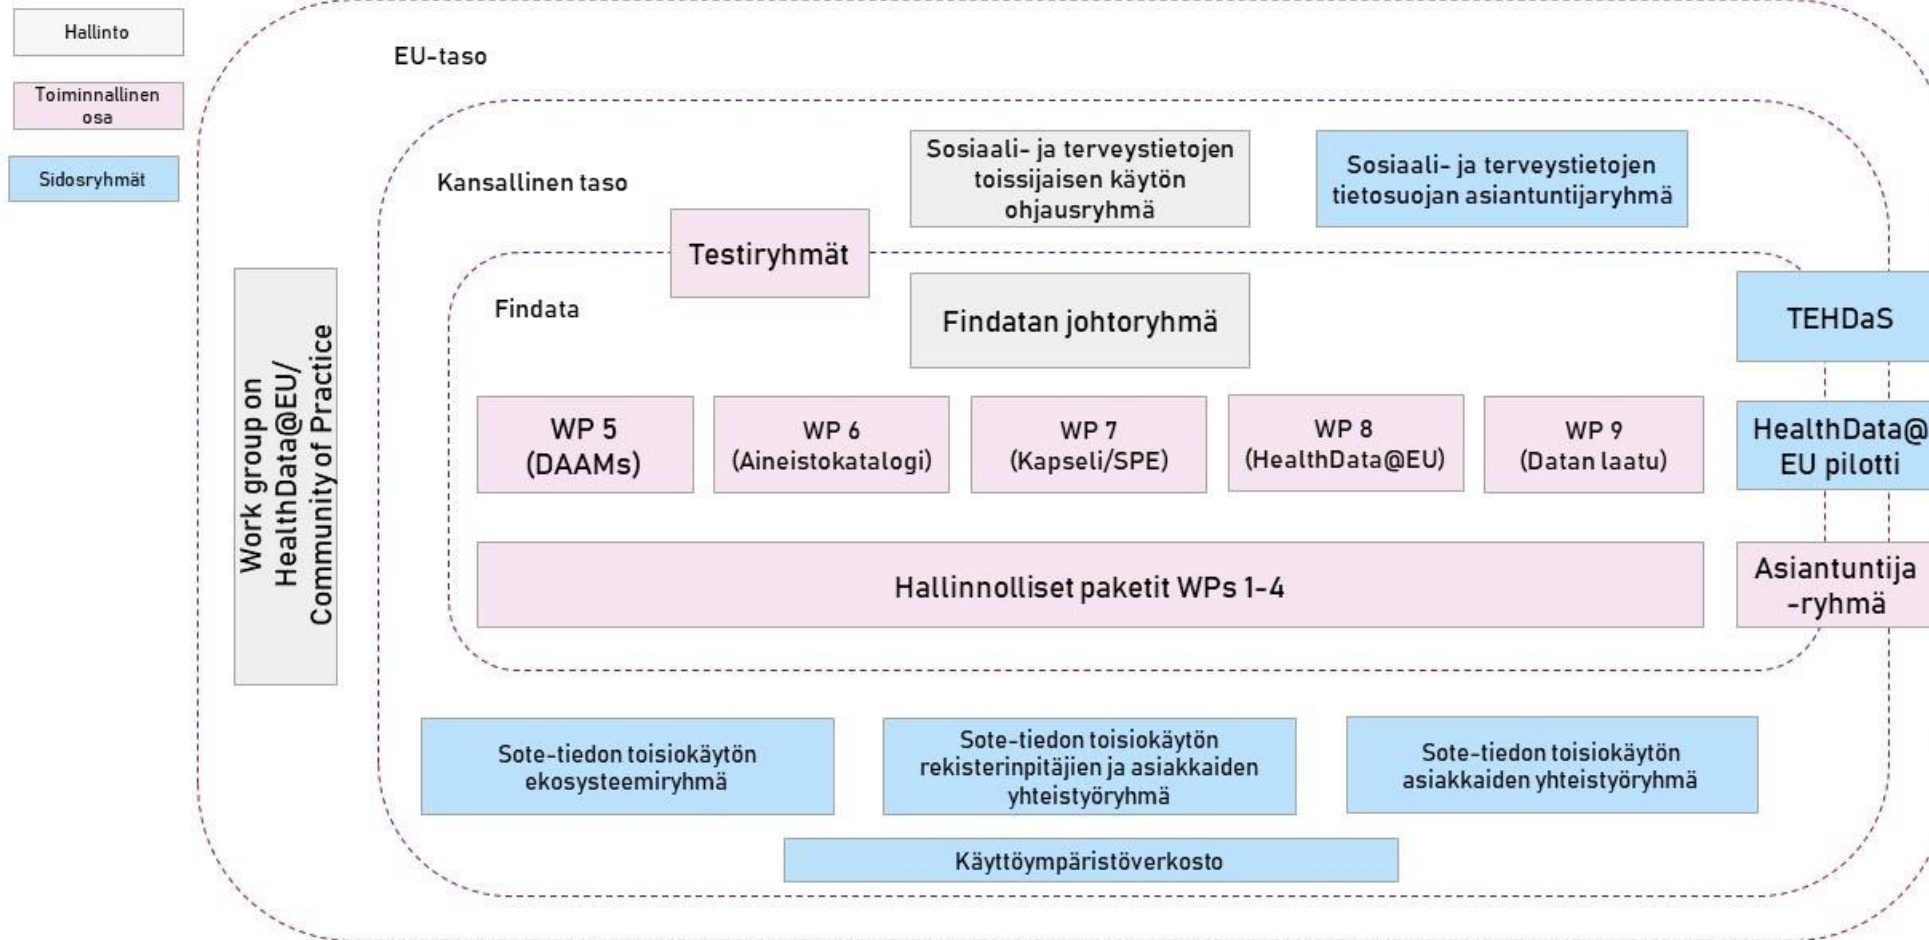 Hallinto
Toiminnallinen
osa
Sidosryhmät
EU-taso
Kansallinen taso
Sosiaali- ja terveystietojen
toissijaisen käytön
ohjausryhmä
Sosiaali- ja terveystietojen
tietosuojan asiantuntijaryhmä
Testiryhmät
Findata
Findatan johtoryhmä
TEHDaS
Work group on
HealthData@EU/
Community of Practice
WP 5
(DAAMs)
WP 6
(Aineistokatalogi)
WP 7
(Kapseli/SPE)
WP 8
(HealthData@EU)
WP 9
(Datan laatu)
HealthData@
EU pilotti
Hallinnolliset paketit WPs 1-4
Asiantuntija
-ryhmä
Sote-tiedon toisiokäytön
ekosysteemiryhmä
Sote-tiedon toisiokäytön
rekisterinpitäjien ja asiakkaiden
yhteistyöryhmä
Sote-tiedon toisiokäytön
asiakkaiden yhteistyöryhmä
Käyttöympäristöverkosto